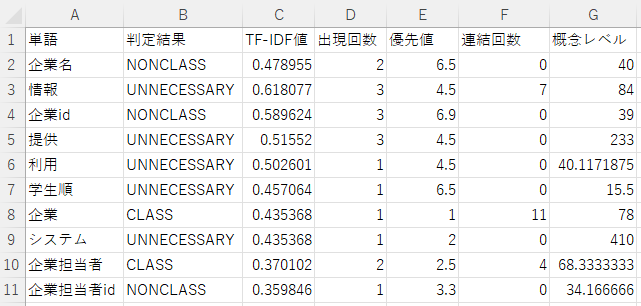 A B C D E F G
1 単語 判定結果 TF-IDF値 出現回数 優先値 連結回数 概念レベル
2 企業名 NONCLASS 0.478955 2 6.5 0 40
3 情報 UNNECESSARY 0.618077 3 4.5 7 84
4 企業id NONCLASS 0.589624 3 6.9 0 39
5 提供 UNNECESSARY 0.51552 3 4.5 0 233
6 利用 UNNECESSARY 0.502601 1 4.5 0 40.1171875
7 学生順 UNNECESSARY 0.457064 1 6.5 0 15.5
8 企業 CLASS 0.435368 1 1 11 78
9 システム UNNECESSARY 0.435368 1 2 0 410
10 企業担当者 CLASS 0.370102 2 2.5 4 68.3333333
11 企業担当者id NONCLASS 0.359846 1 3.3 0 34.166666